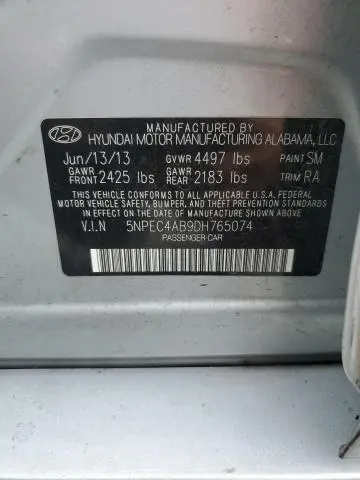 MANUFACTURED BY
HYUNDAI MOTOR MANUFACTURING ALABAMA, LLC
Jun/13/13 GVWR 4497 lbs PAINT SM
GAWR FRONT 2425 lbs GAWR REAR 2183 lbs TRIM RA
THIS VEHICLE CONFORMS TO ALL APPLICABLE U.S. FEDERAL
MOTOR VEHICLE SAFETY, BUMPER, AND THEFT PREVENTION
STANDARDS IN EFFECT ON THE DATE OF MANUFACTURE SHOWN ABOVE.
V.I.N 5NPEC4AB9DH765074
PASSENGER CAR